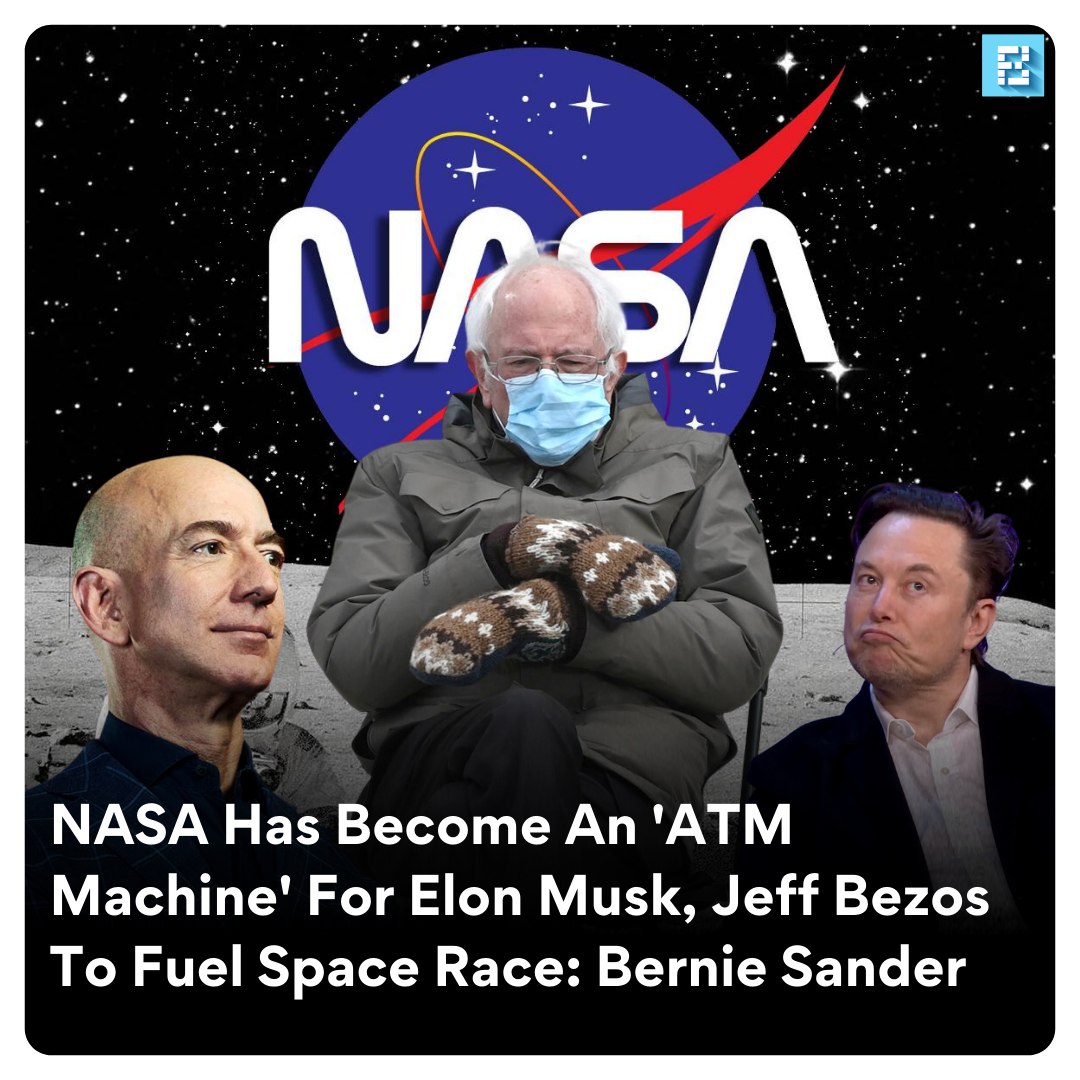 NASA
NASA Has Become An 'ATM
Machine' For Elon Musk, Jeff Bezos
To Fuel Space Race: Bernie Sander